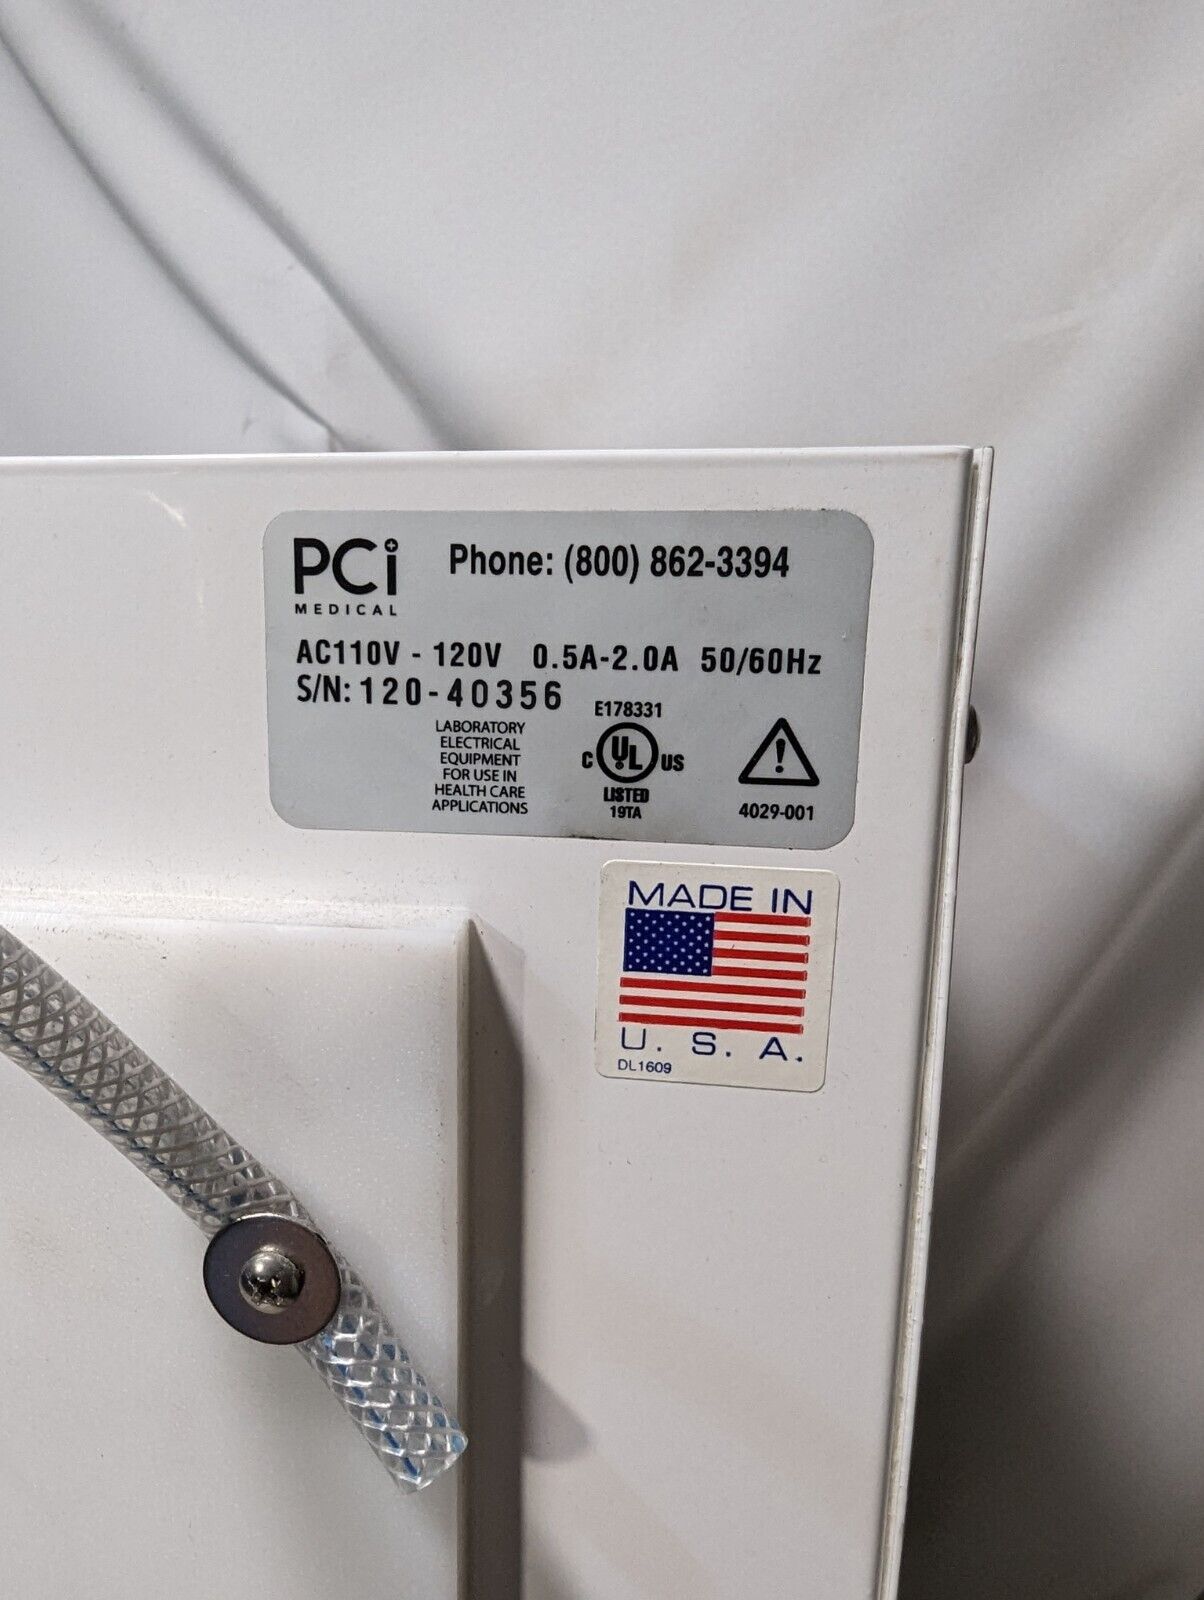 PCi
MEDICAL
Phone: (800) 862-3394
AC110V - 120V 0.5A-2.0A 50/60Hz
S/N: 120-40356
LABORATORY
ELECTRICAL
EQUIPMENT
FOR USE IN
HEALTH CARE
APPLICATIONS
E178331
C UL US
LISTED
19TA
4029-001
MADE IN
U. S. A.
DL1609